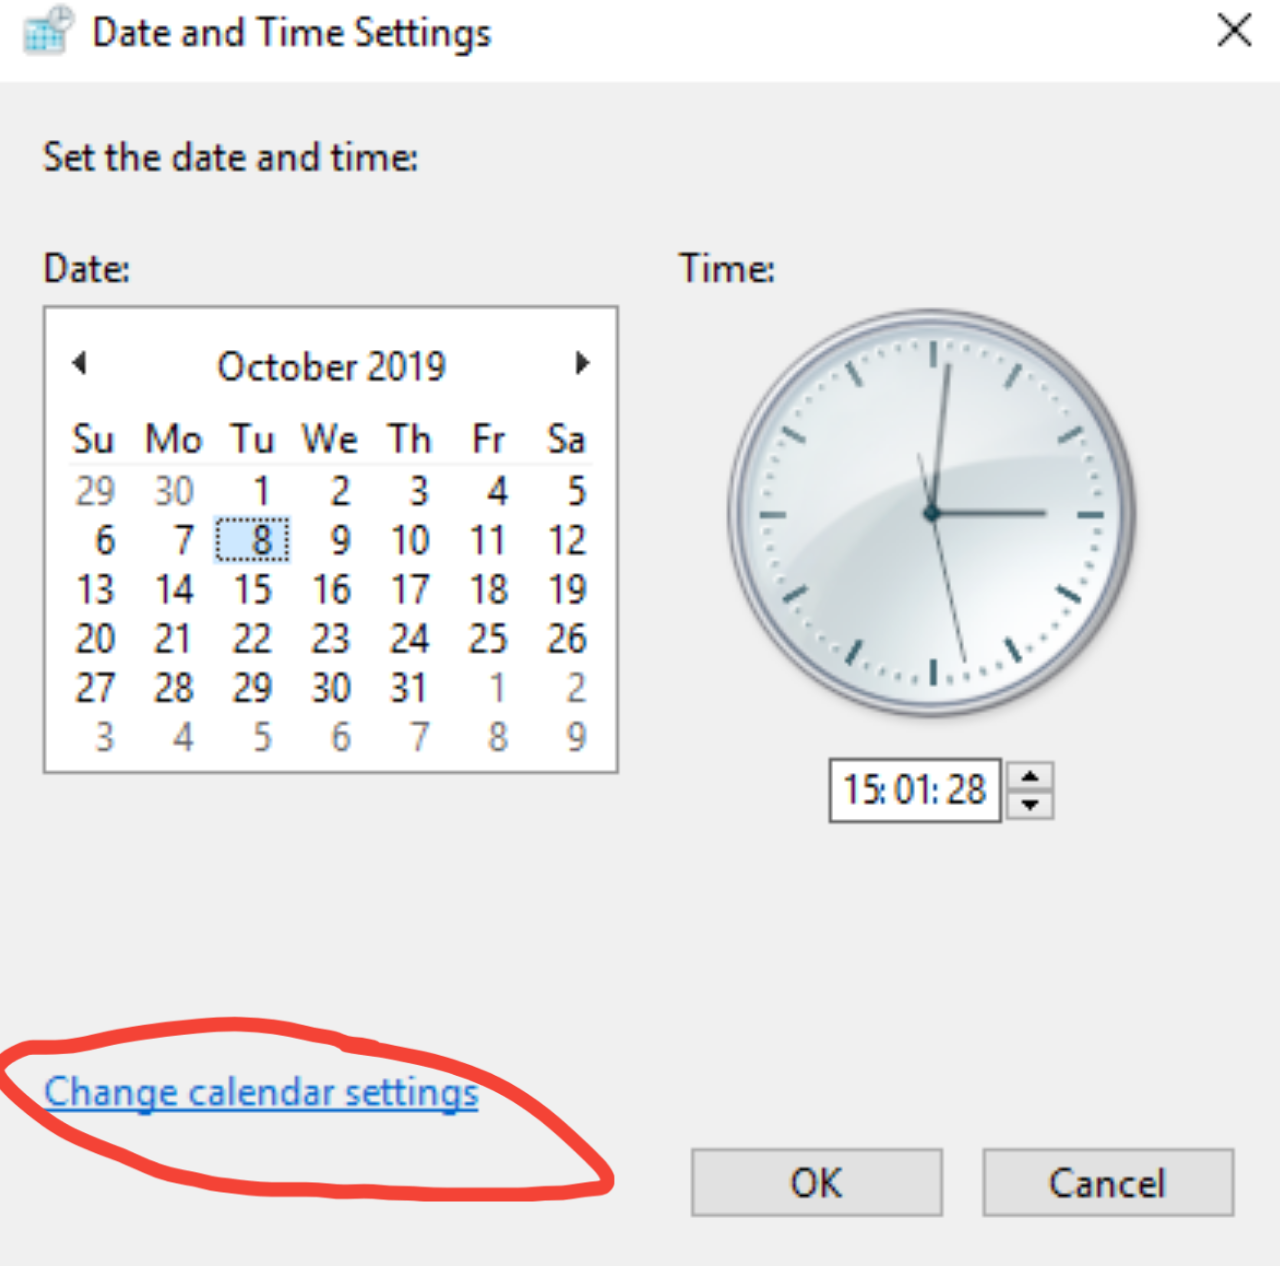 Date and Time Settings
Set the date and time:
Date:
Time:
October 2019
Su Mo Tu We Th Fr Sa
29 30 1 2 3 4 5
6 7 8 9 10 11 12
13 14 15 16 17 18 19
20 21 22 23 24 25 26
27 28 29 30 31 1 2
3 4 5 6 7 8 9
15:01:28
Change calendar settings
OK
Cancel